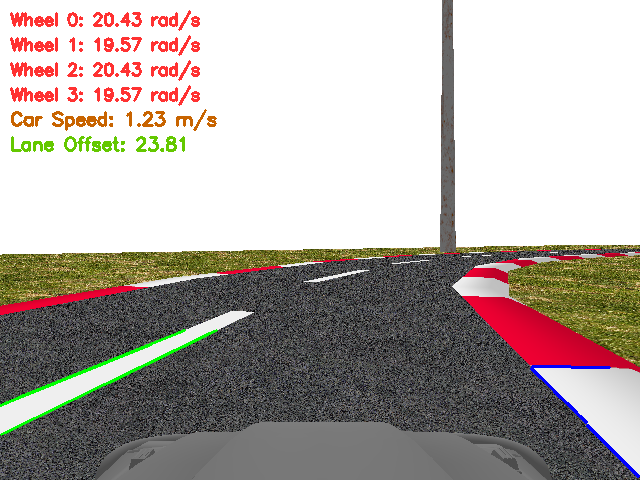 Wheel 0: 20.43 rad/s
Wheel 1: 19.57 rad/s
Wheel 2: 20.43 rad/s
Wheel 3: 19.57 rad/s
Car Speed: 1.23 m/s
Lane Offset: 23.81